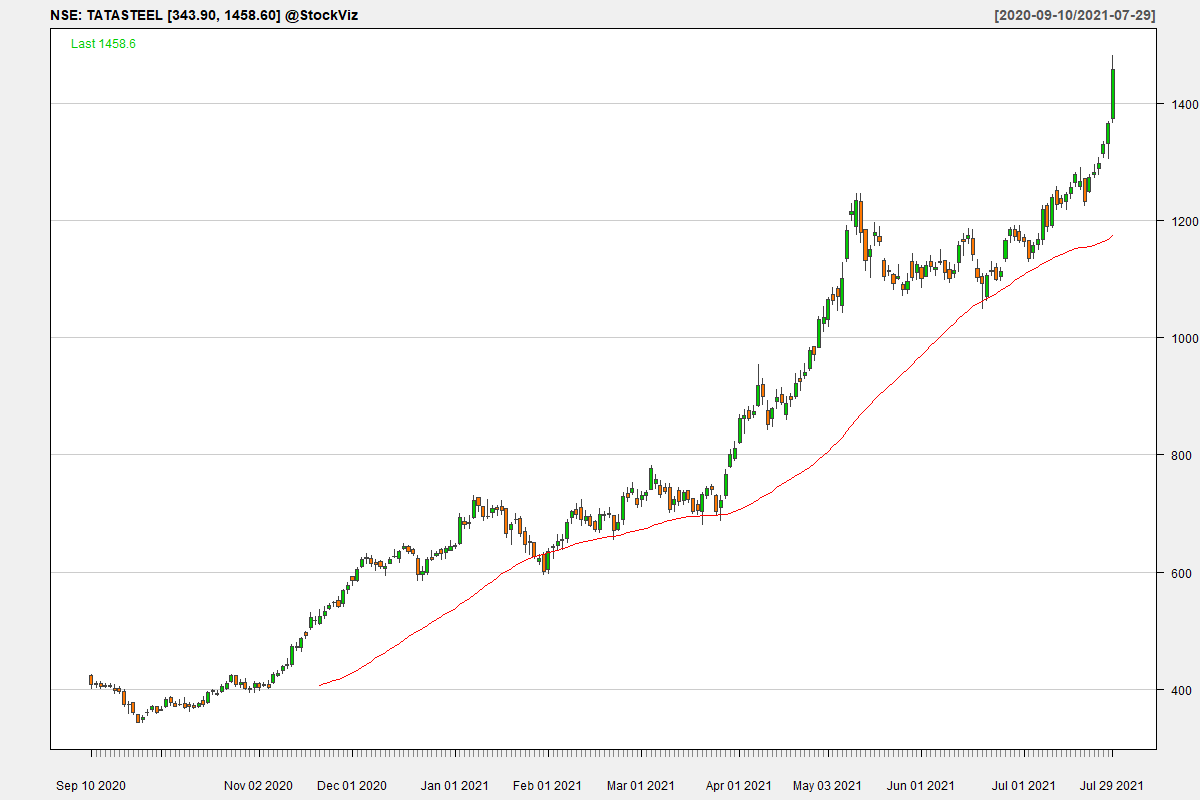 NSE: TATASTEEL [343.90, 1458.60] @StockViz [2020-09-10/2021-07-29]
Last 1458.6
1400
1200
1000
800
600
400
Sep 10 2020 Nov 02 2020 Dec 01 2020 Jan 01 2021 Feb 01 2021 Mar 01 2021 Apr 01 2021 May 03 2021 Jun 01 2021 Jul 01 2021 Jul 29 2021